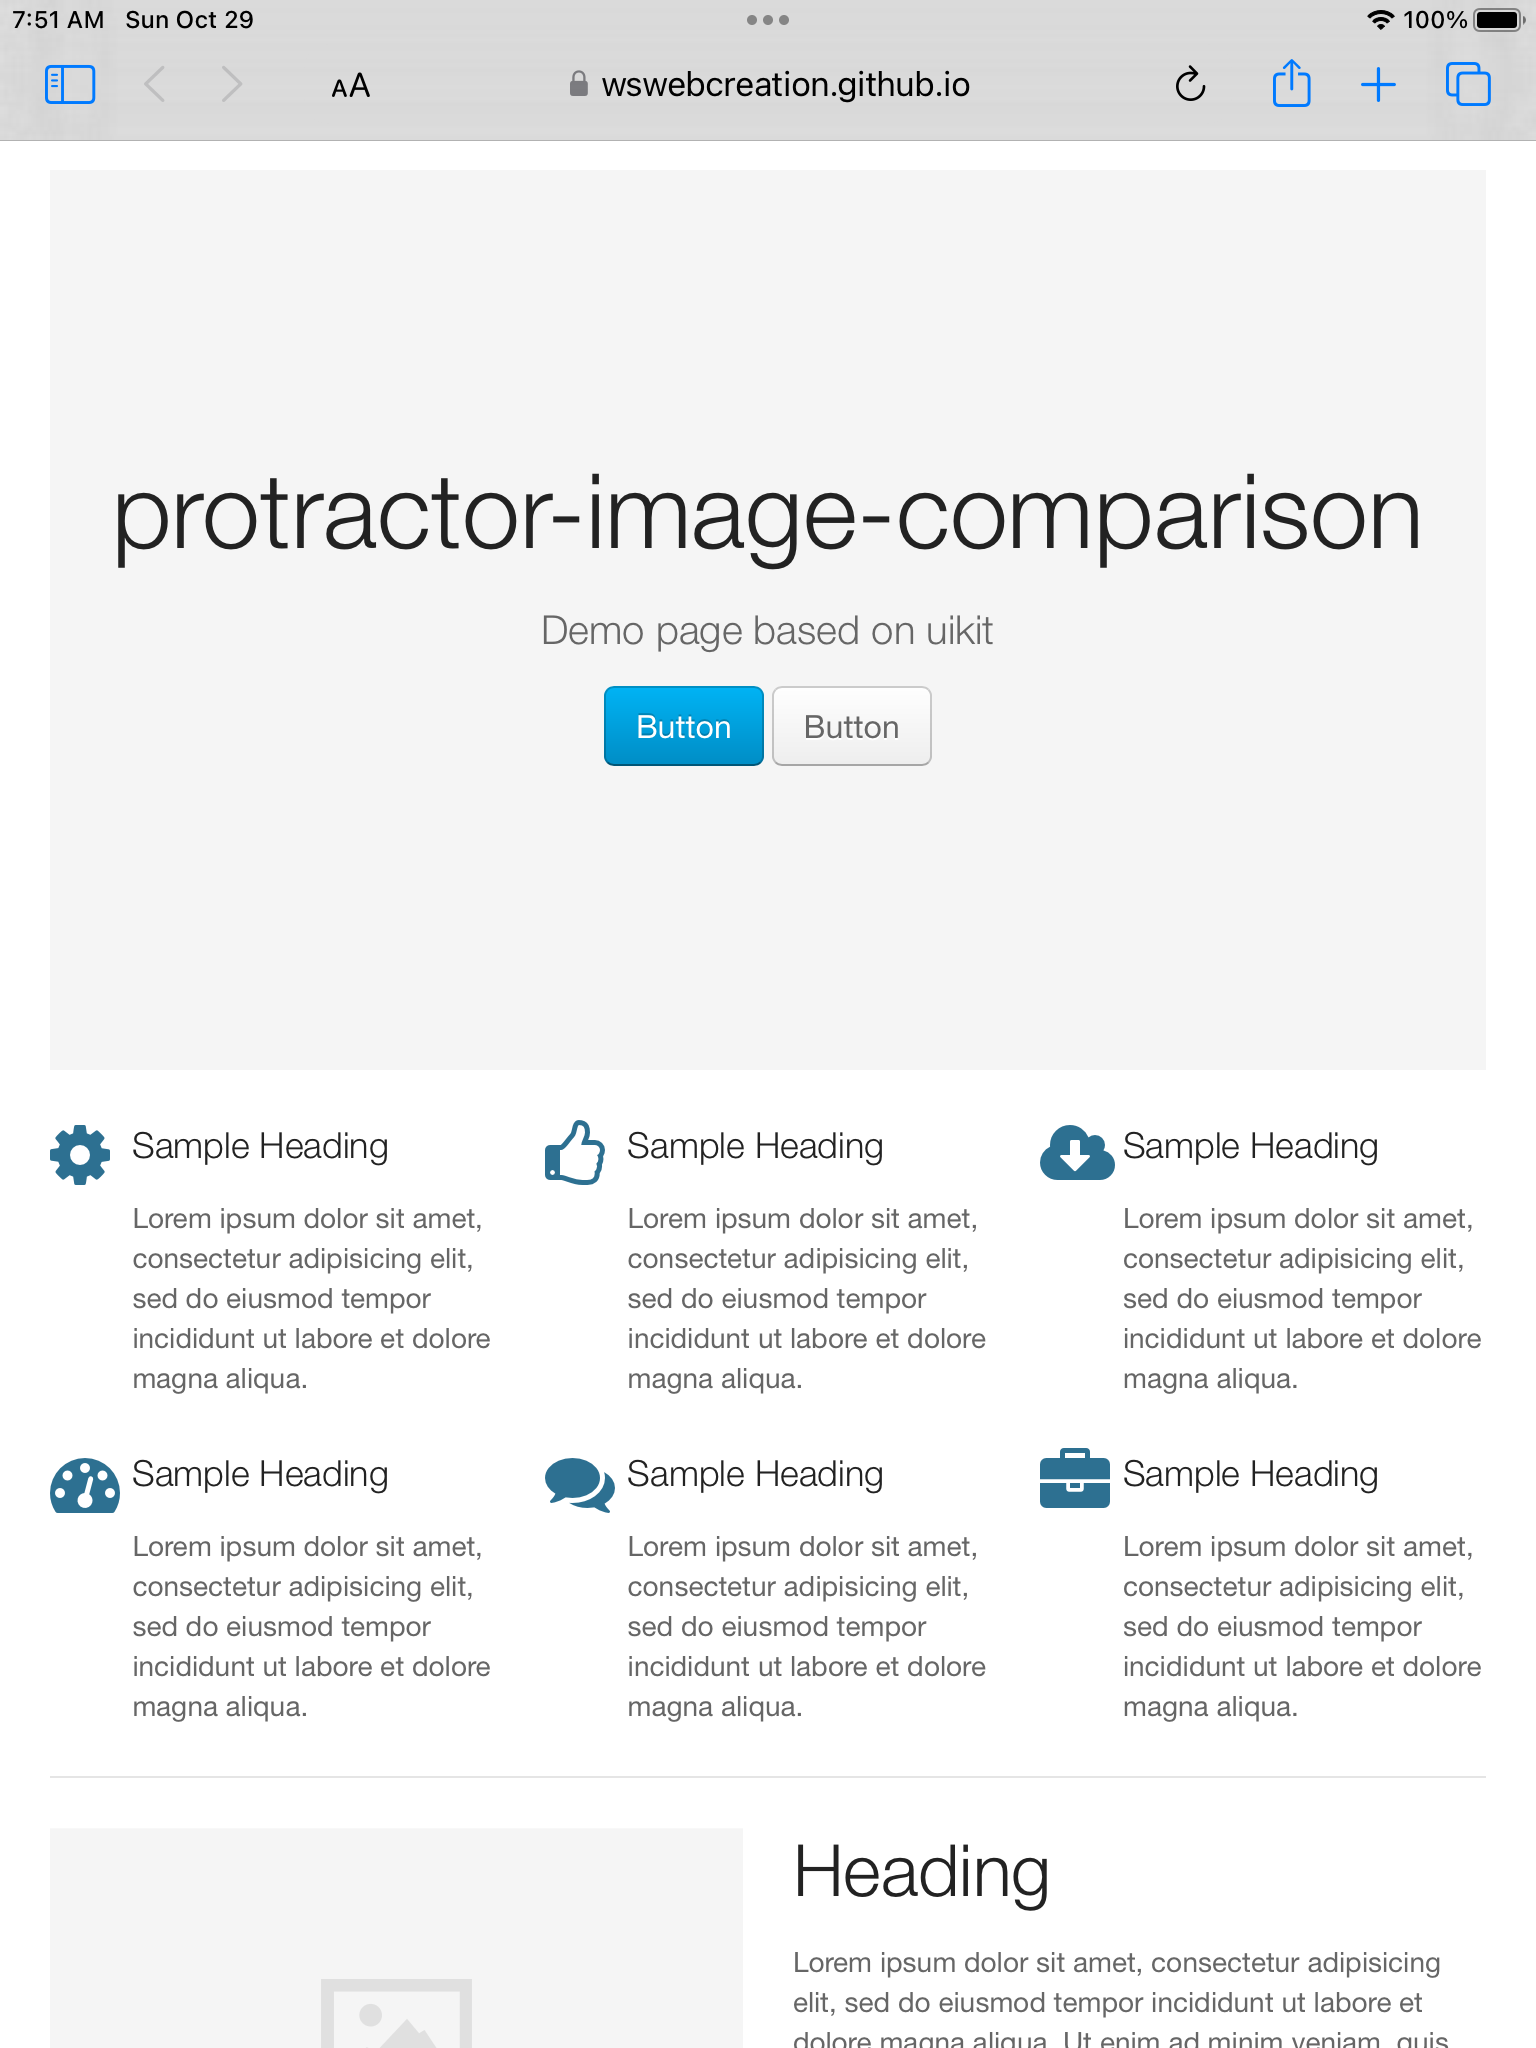 7:51 AM Sun Oct 29
100%
AA
wswebcreation.github.io
protractor-image-comparison
Demo page based on uikit
Button Button
Sample Heading
Lorem ipsum dolor sit amet,
consectetur adipisicing elit,
sed do eiusmod tempor
incididunt ut labore et dolore
magna aliqua.
Sample Heading
Lorem ipsum dolor sit amet,
consectetur adipisicing elit,
sed do eiusmod tempor
incididunt ut labore et dolore
magna aliqua.
Sample Heading
Lorem ipsum dolor sit amet,
consectetur adipisicing elit,
sed do eiusmod tempor
incididunt ut labore et dolore
magna aliqua.
Sample Heading
Lorem ipsum dolor sit amet,
consectetur adipisicing elit,
sed do eiusmod tempor
incididunt ut labore et dolore
magna aliqua.
Sample Heading
Lorem ipsum dolor sit amet,
consectetur adipisicing elit,
sed do eiusmod tempor
incididunt ut labore et dolore
magna aliqua.
Sample Heading
Lorem ipsum dolor sit amet,
consectetur adipisicing elit,
sed do eiusmod tempor
incididunt ut labore et dolore
magna aliqua.
Heading
Lorem ipsum dolor sit amet, consectetur adipisicing
elit, sed do eiusmod tempor incididunt ut labore et
dolore magna aliqua. Ut enim ad minim veniam, quis